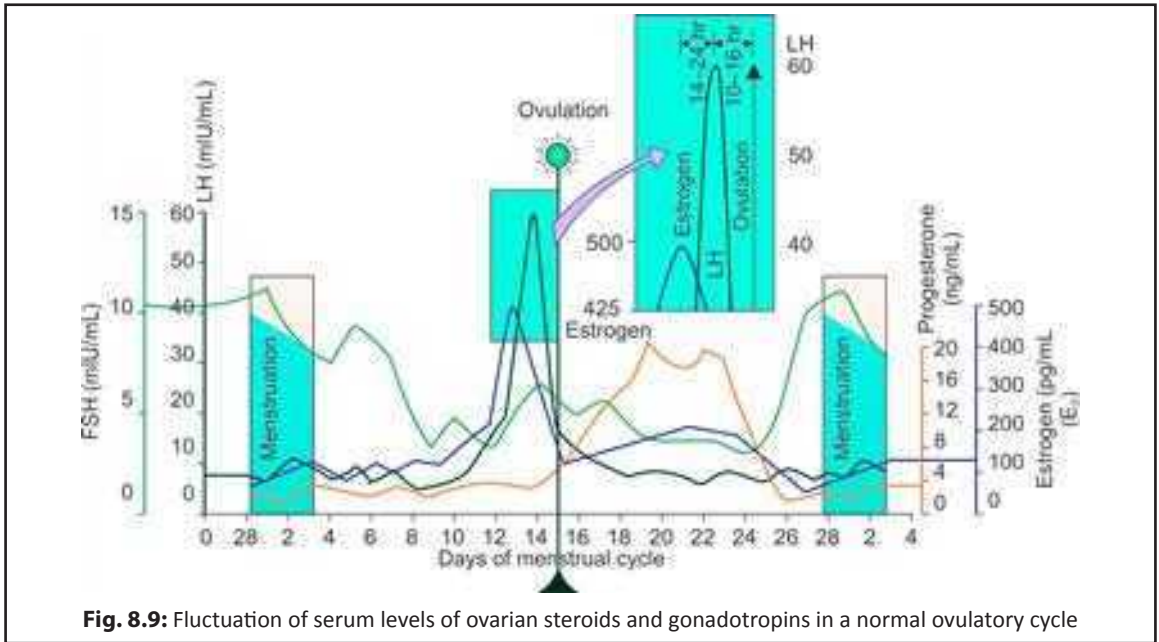 LH
60
50
40
14–24 hr
10–16 hr
Estrogen
LH
Ovulation
500
425
Ovulation
Estrogen
FSH (mIU/mL)
15
10
5
0
LH (mIU/mL)
60
50
40
30
20
10
0
Menstruation
Menstruation
Progesterone
(ng/mL)
20
16
12
8
4
0
500
400
300
200
100
0
Estrogen (pg/mL
(E₂)
0 28 2 4 6 8 10 12 14 16 18 20 22 24 26 28 2 4
Days of menstrual cycle
Fig. 8.9: Fluctuation of serum levels of ovarian steroids and gonadotropins in a normal ovulatory cycle